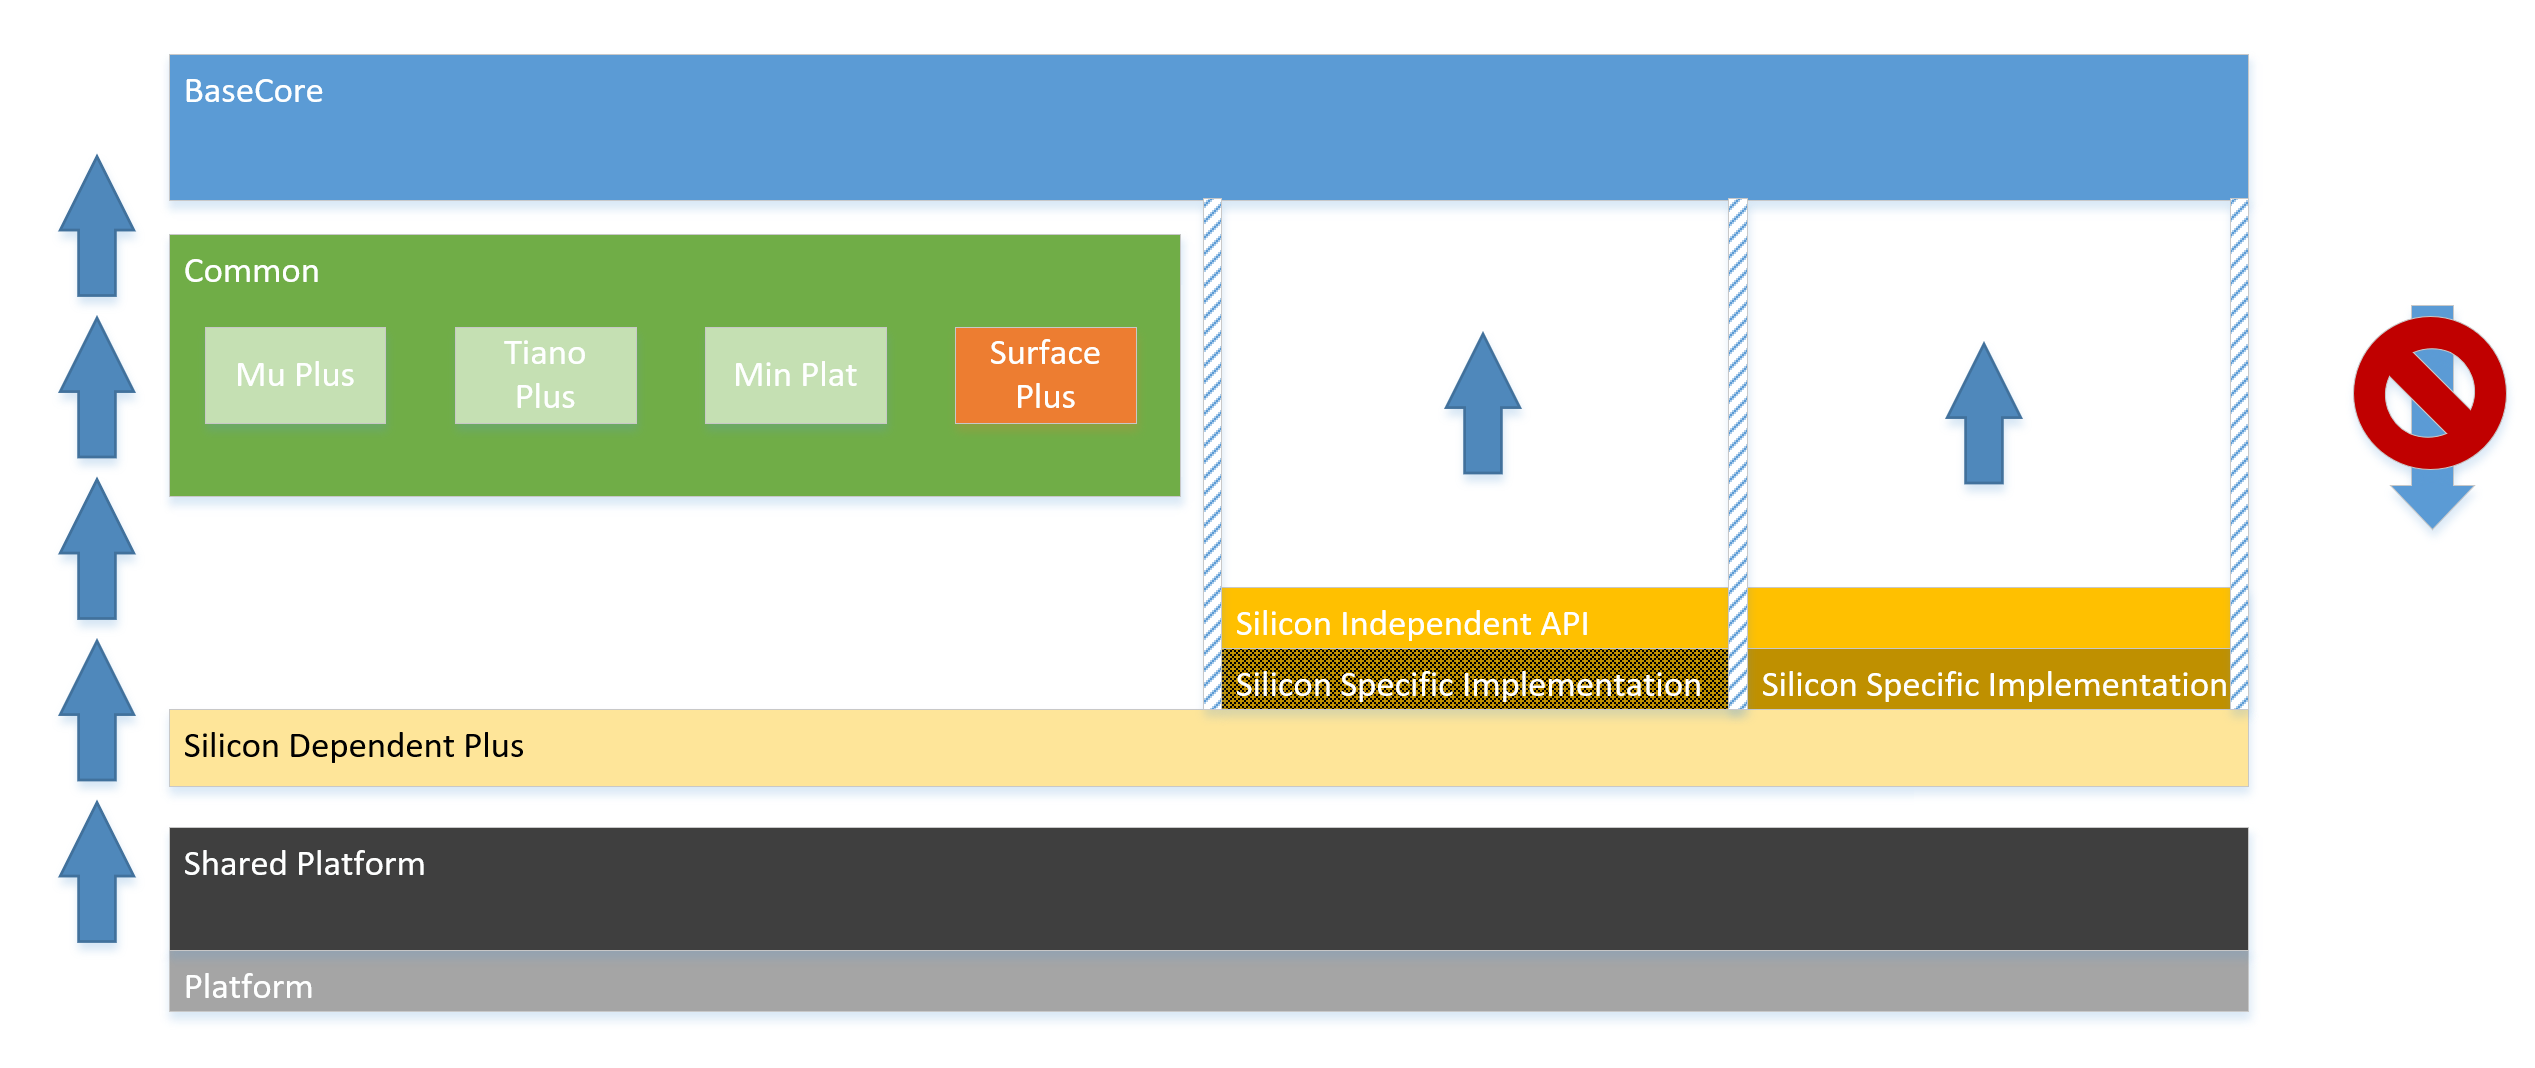 BaseCore
Common
Mu Plus
Tiano
Plus
Min Plat
Surface
Plus
Silicon Independent API
Silicon Specific Implementation
Silicon Specific Implementation
Silicon Dependent Plus
Shared Platform
Platform